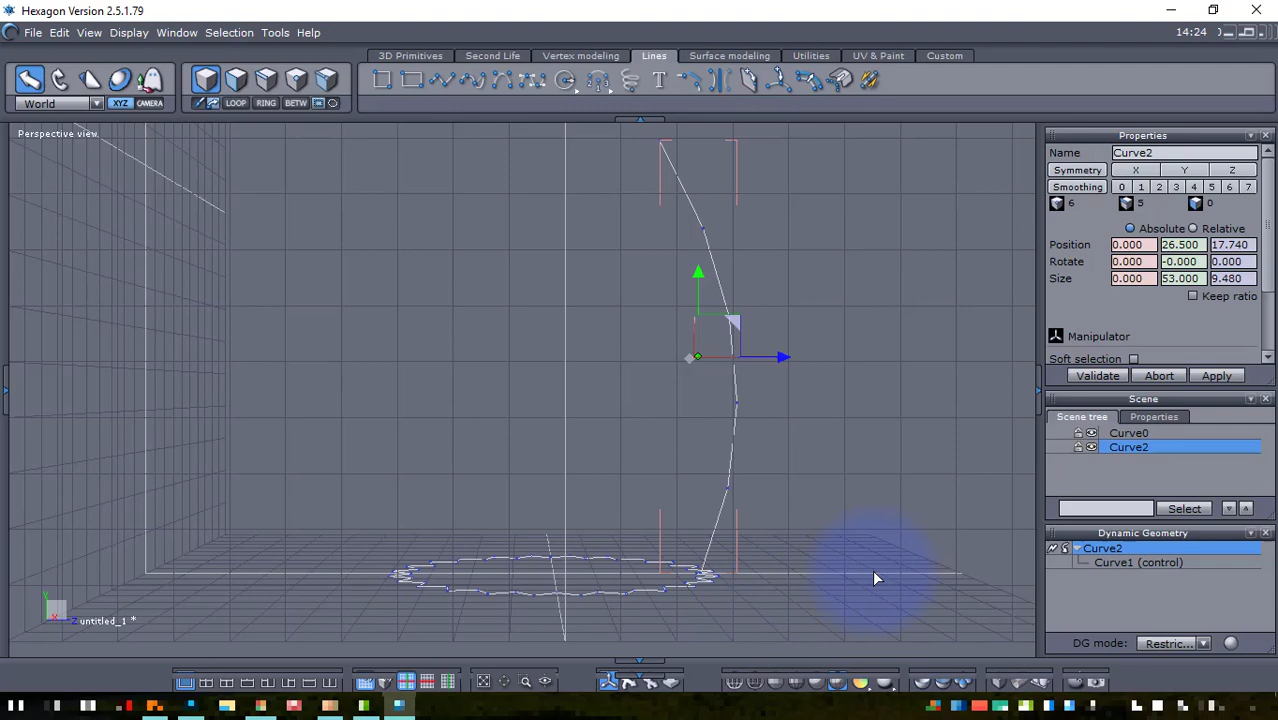 Hexagon Version 2.5.1.79
File Edit View Display Window Selection Tools Help
14:24
3D Primitives Second Life Vertex modeling Lines Surface modeling Utilities UV & Paint Custom
World XYZ CAMERA LOOP RING BETW
Perspective view
Properties
Name Curve2
Symmetry X Y Z
Smoothing 0 1 2 3 4 5 6 7
6 5 0
Absolute Relative
Position 0.000 26.500 17.740
Rotate 0.000 -0.000 0.000
Size 0.000 53.000 9.480
Keep ratio
Manipulator
Soft selection
Validate Abort Apply
Scene
Scene tree Properties
Curve0
Curve2
Select
Dynamic Geometry
Curve2
Curve1 (control)
DG mode: Restric...
Y
Z untitled_1 *